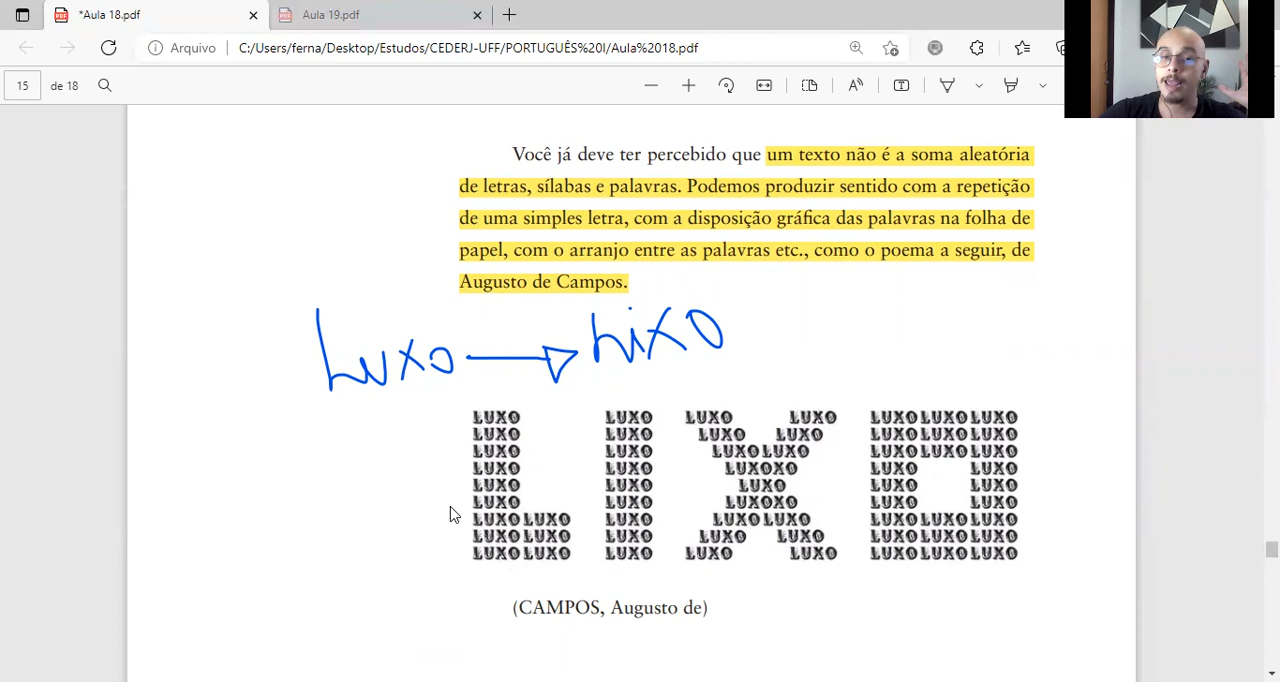 *Aula 18.pdf
Aula 19.pdf
Arquivo C:/Users/ferna/Desktop/Estudos/CEDERJ-UFF/PORTUGUÊS%20I/Aula%2018.pdf
15 de 18
Você já deve ter percebido que um texto não é a soma aleatória
de letras, sílabas e palavras. Podemos produzir sentido com a repetição
de uma simples letra, com a disposição gráfica das palavras na folha de
papel, com o arranjo entre as palavras etc., como o poema a seguir, de
Augusto de Campos.
Luxo → Lixo
LUXO LUXO LUXO LUXO LUXOLUXOLUXO
LUXO LUXO LUXO LUXO LUXOLUXOLUXO
LUXO LUXO LUXOLUXO LUXOLUXOLUXO
LUXO LUXO LUXOXO LUXO LUXO
LUXO LUXO LUXO LUXO LUXO
LUXO LUXO LUXOXO LUXO LUXO
LUXOLUXO LUXO LUXOLUXO LUXOLUXOLUXO
LUXOLUXO LUXO LUXO LUXO LUXOLUXOLUXO
LUXOLUXO LUXO LUXO LUXO LUXOLUXOLUXO
(CAMPOS, Augusto de)